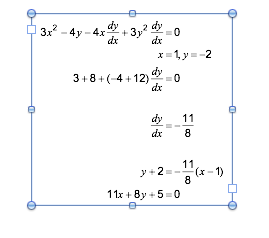 3x² − 4y − 4x dy/dx + 3y² dy/dx = 0
x = 1, y = −2
3 + 8 + (−4 + 12) dy/dx = 0
dy/dx = − 11/8
y + 2 = − 11/8 (x − 1)
11x + 8y + 5 = 0